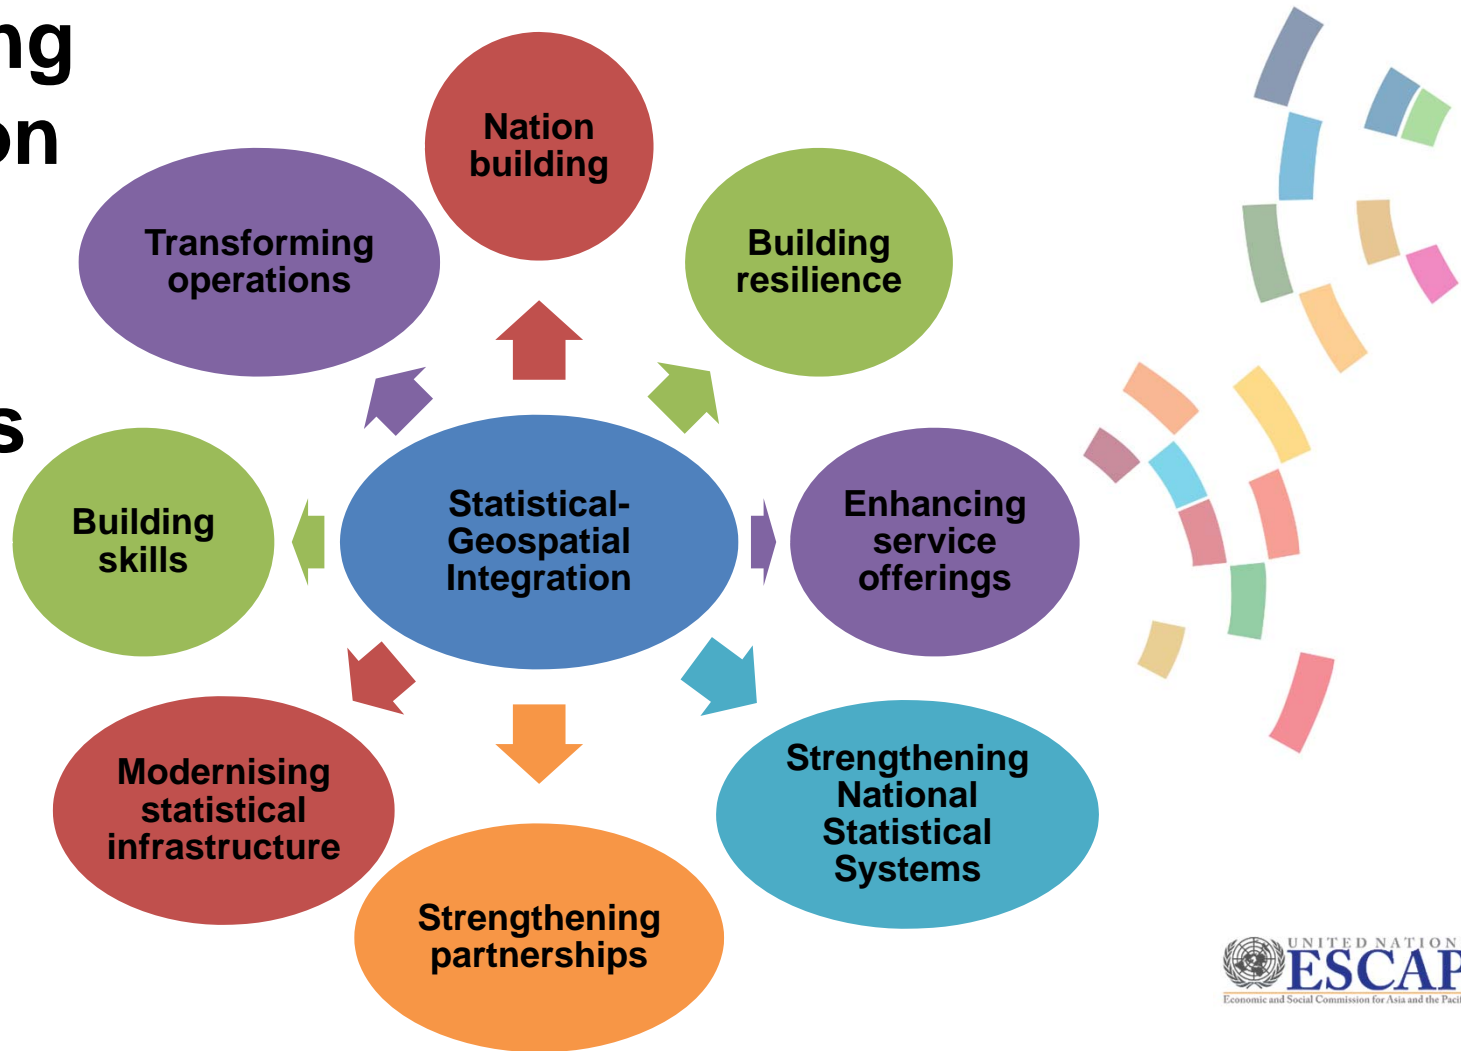 ng
on
s
Nation
building
Transforming
operations
Building
resilience
Building
skills
Statistical-
Geospatial
Integration
Enhancing
service
offerings
Modernising
statistical
infrastructure
Strengthening
National
Statistical
Systems
Strengthening
partnerships
UNITED NATION
ESCAP
Economic and Social Commission for Asia and the Pacif